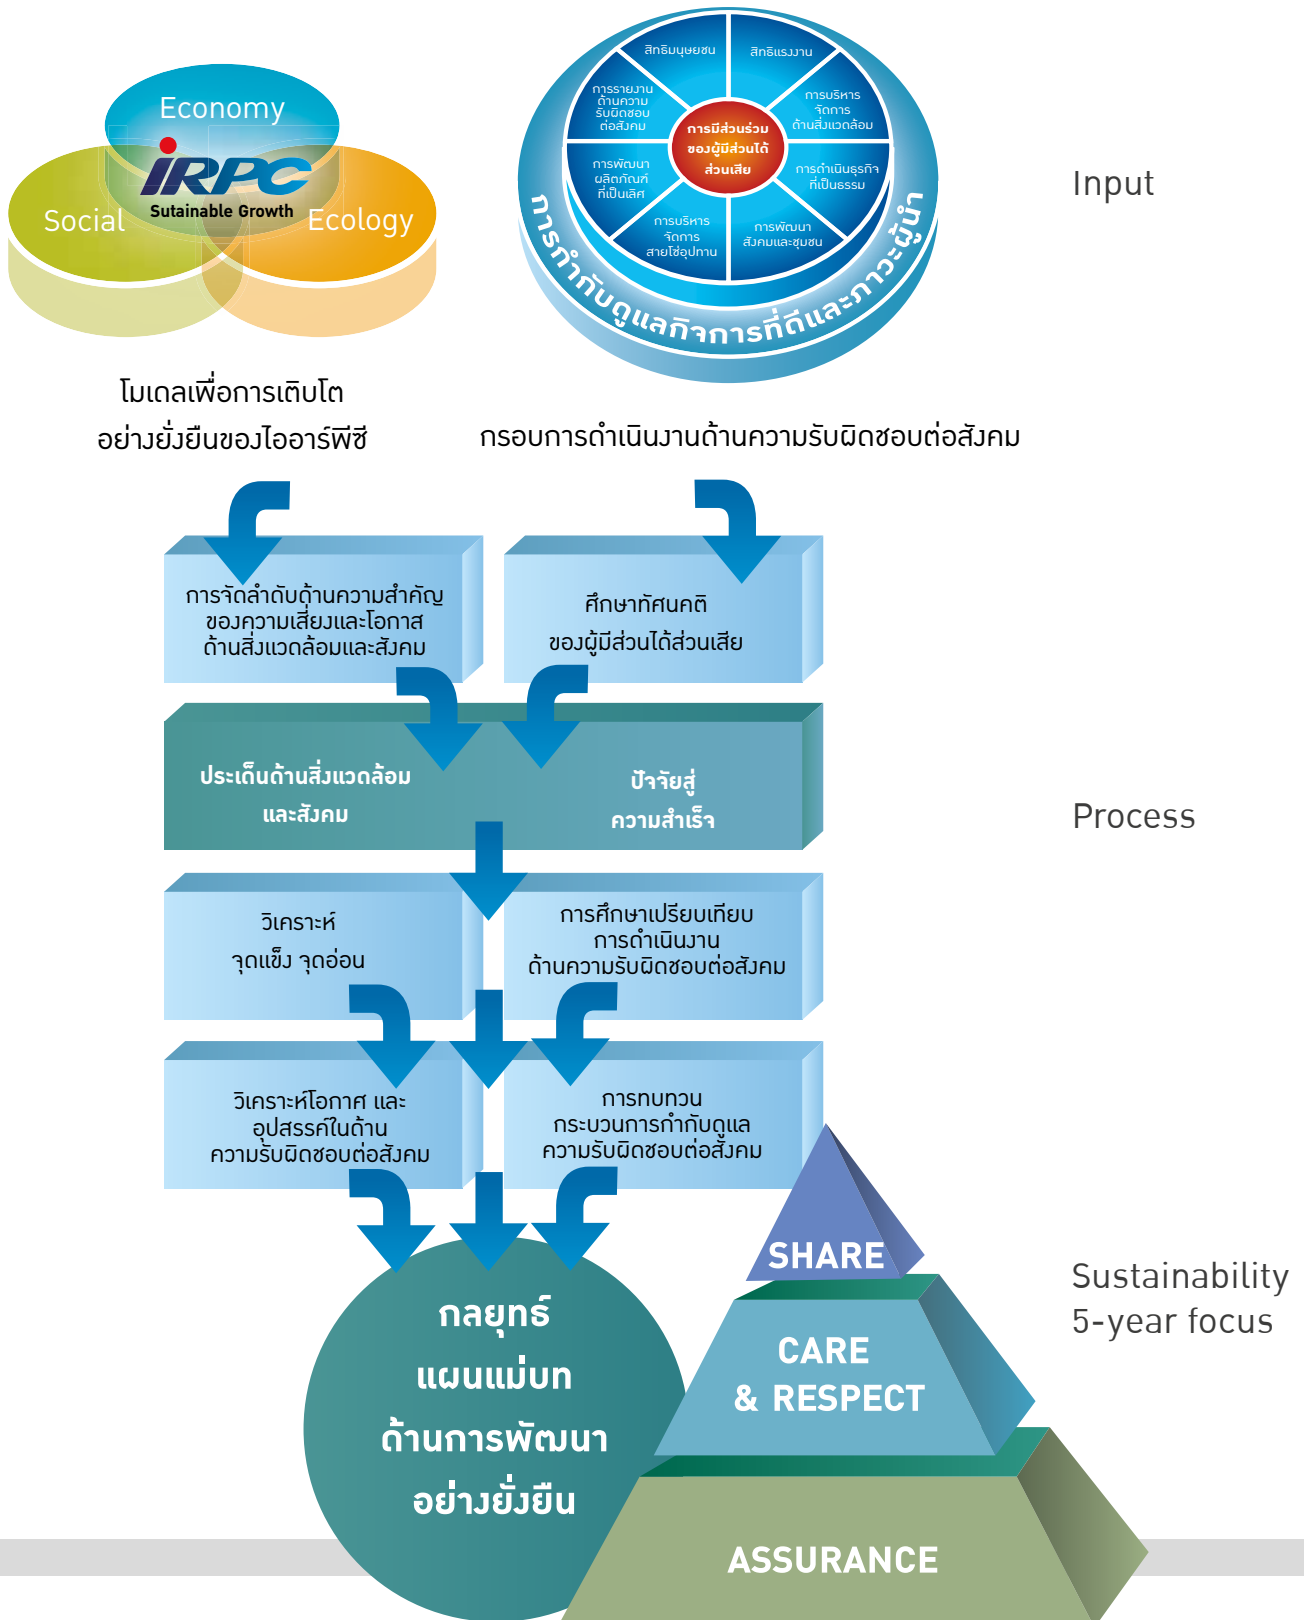 Economy
iRPC
Sutainable Growth
Social
Ecology
สิทธิมนุษยชน
สิทธิแรงงาน
การบริหาร
จัดการ
ด้านสิ่งแวดล้อม
การดำเนินธุรกิจ
ที่เป็นธรรม
การพัฒนา
สังคมและชุมชน
การบริหาร
จัดการ
สายโซ่อุปทาน
การพัฒนา
ผลิตภัณฑ์
ที่เป็นเลิศ
การรายงาน
ด้านความ
รับผิดชอบ
ต่อสังคม
การมีส่วนร่วม
ของผู้มีส่วนได้
ส่วนเสีย
การกำกับดูแลกิจการที่ดีและภาวะผู้นำ
Input
โมเดลเพื่อการเติบโต
อย่างยั่งยืนของไออาร์พีซี
กรอบการดำเนินงานด้านความรับผิดชอบต่อสังคม
การจัดลำดับด้านความสำคัญ
ของความเสี่ยงและโอกาส
ด้านสิ่งแวดล้อมและสังคม
ศึกษาทัศนคติ
ของผู้มีส่วนได้ส่วนเสีย
ประเด็นด้านสิ่งแวดล้อม
และสังคม
ปัจจัยสู่
ความสำเร็จ
Process
วิเคราะห์
จุดแข็ง จุดอ่อน
การศึกษาเปรียบเทียบ
การดำเนินงาน
ด้านความรับผิดชอบต่อสังคม
วิเคราะห์โอกาศ และ
อุปสรรค์ในด้าน
ความรับผิดชอบต่อสังคม
การทบทวน
กระบวนการกำกับดูแล
ความรับผิดชอบต่อสังคม
กลยุทธ์
แผนแม่บท
ด้านการพัฒนา
อย่างยั่งยืน
SHARE
CARE
& RESPECT
ASSURANCE
Sustainability
5-year focus